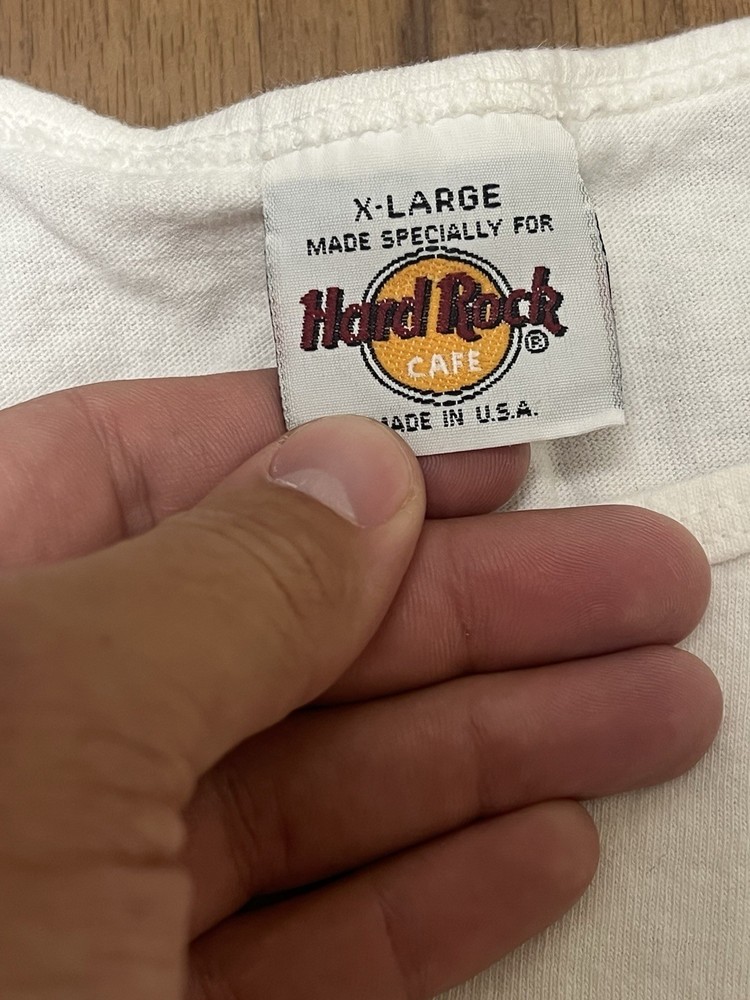 X-LARGE
MADE SPECIALLY FOR
Hard Rock
CAFE ®
MADE IN U.S.A.